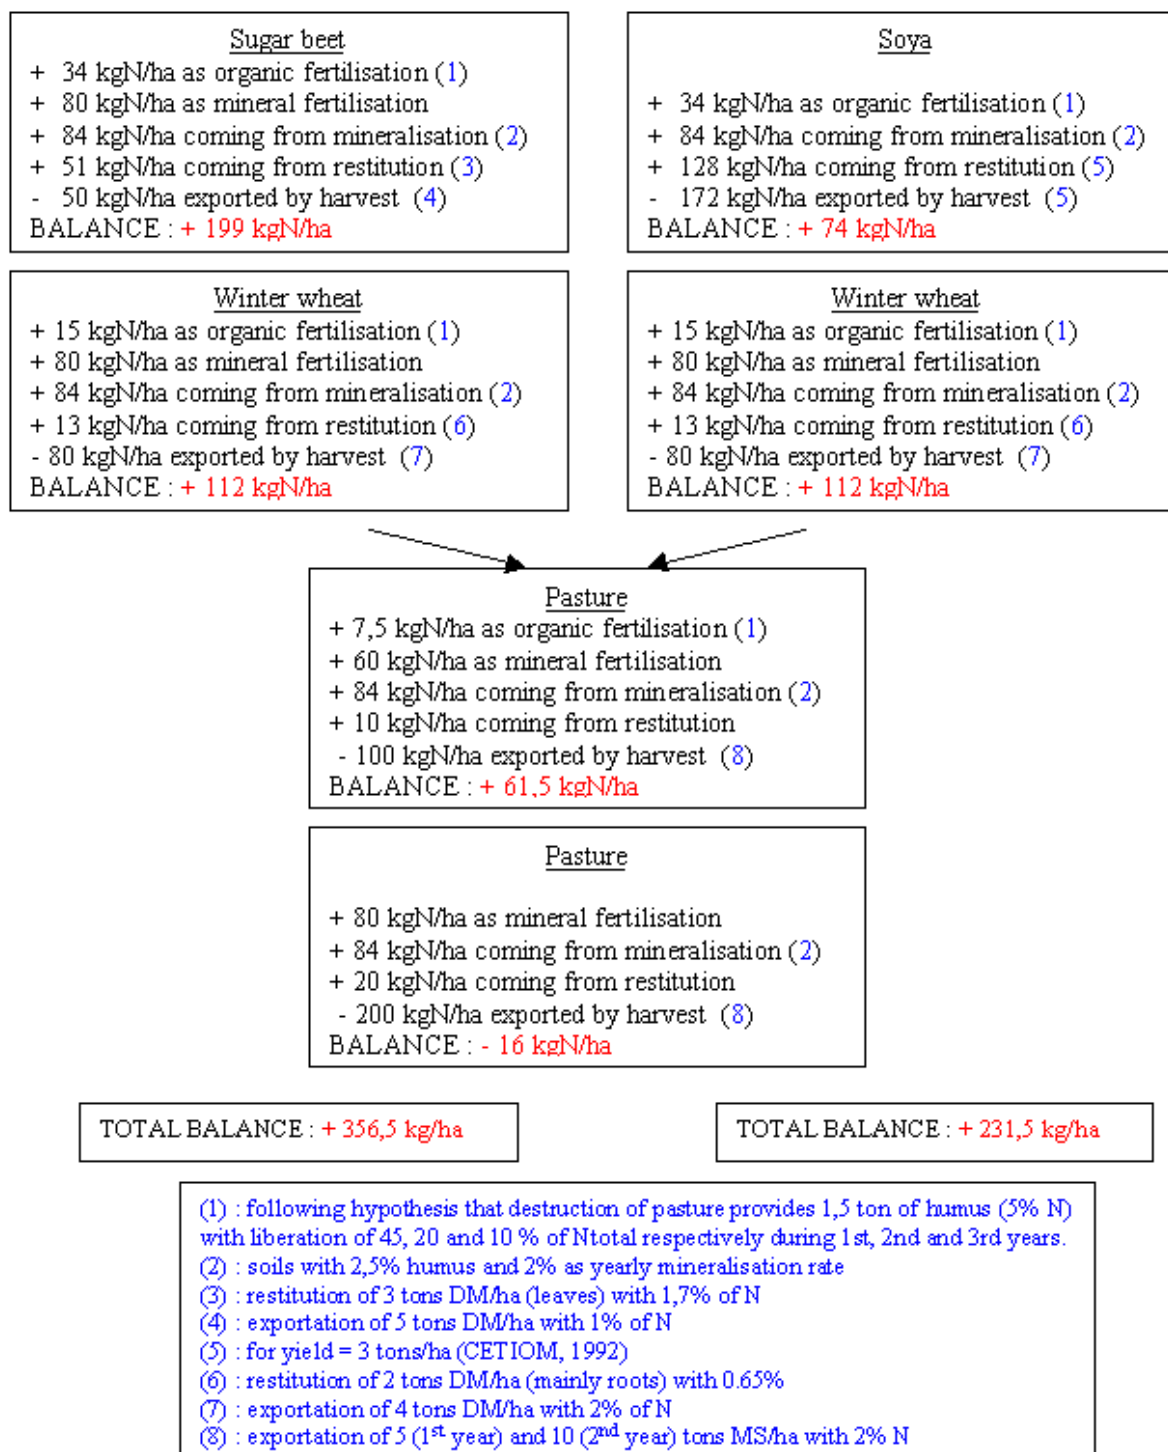 Sugar beet
+ 34 kgN/ha as organic fertilisation (1)
+ 80 kgN/ha as mineral fertilisation
+ 84 kgN/ha coming from mineralisation (2)
+ 51 kgN/ha coming from restitution (3)
- 50 kgN/ha exported by harvest (4)
BALANCE : + 199 kgN/ha
Soya
+ 34 kgN/ha as organic fertilisation (1)
+ 84 kgN/ha coming from mineralisation (2)
+ 128 kgN/ha coming from restitution (5)
- 172 kgN/ha exported by harvest (5)
BALANCE : + 74 kgN/ha
Winter wheat
+ 15 kgN/ha as organic fertilisation (1)
+ 80 kgN/ha as mineral fertilisation
+ 84 kgN/ha coming from mineralisation (2)
+ 13 kgN/ha coming from restitution (6)
- 80 kgN/ha exported by harvest (7)
BALANCE : + 112 kgN/ha
Winter wheat
+ 15 kgN/ha as organic fertilisation (1)
+ 80 kgN/ha as mineral fertilisation
+ 84 kgN/ha coming from mineralisation (2)
+ 13 kgN/ha coming from restitution (6)
- 80 kgN/ha exported by harvest (7)
BALANCE : + 112 kgN/ha
Pasture
+ 7,5 kgN/ha as organic fertilisation (1)
+ 60 kgN/ha as mineral fertilisation
+ 84 kgN/ha coming from mineralisation (2)
+ 10 kgN/ha coming from restitution
- 100 kgN/ha exported by harvest (8)
BALANCE : + 61,5 kgN/ha
Pasture
+ 80 kgN/ha as mineral fertilisation
+ 84 kgN/ha coming from mineralisation (2)
+ 20 kgN/ha coming from restitution
- 200 kgN/ha exported by harvest (8)
BALANCE : - 16 kgN/ha
TOTAL BALANCE : + 356,5 kg/ha
TOTAL BALANCE : + 231,5 kg/ha
(1) : following hypothesis that destruction of pasture provides 1,5 ton of humus (5% N)
with liberation of 45, 20 and 10 % of Ntotal respectively during 1st, 2nd and 3rd years.
(2) : soils with 2,5% humus and 2% as yearly mineralisation rate
(3) : restitution of 3 tons DM/ha (leaves) with 1,7% of N
(4) : exportation of 5 tons DM/ha with 1% of N
(5) : for yield = 3 tons/ha (CETIOM, 1992)
(6) : restitution of 2 tons DM/ha (mainly roots) with 0.65%
(7) : exportation of 4 tons DM/ha with 2% of N
(8) : exportation of 5 (1st year) and 10 (2nd year) tons MS/ha with 2% N